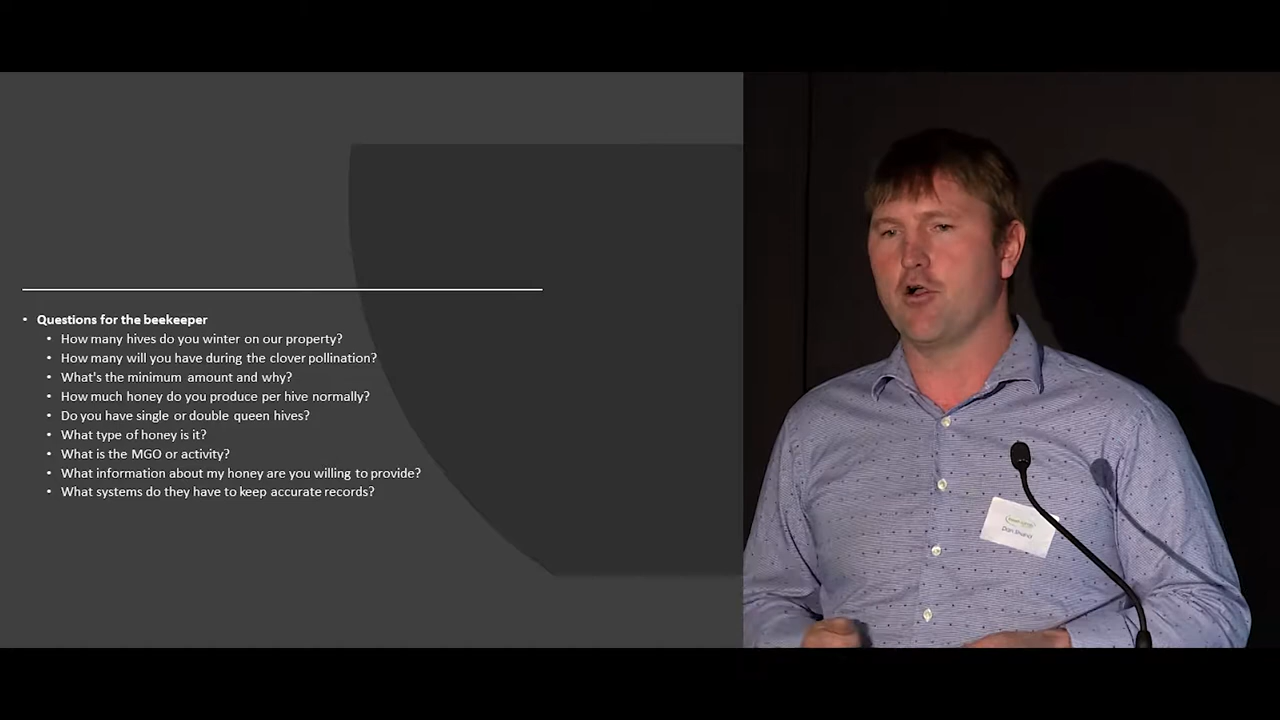 • Questions for the beekeeper
• How many hives do you winter on our property?
• How many will you have during the clover pollination?
• What's the minimum amount and why?
• How much honey do you produce per hive normally?
• Do you have single or double queen hives?
• What type of honey is it?
• What is the MGO or activity?
• What information about my honey are you willing to provide?
• What systems do they have to keep accurate records?